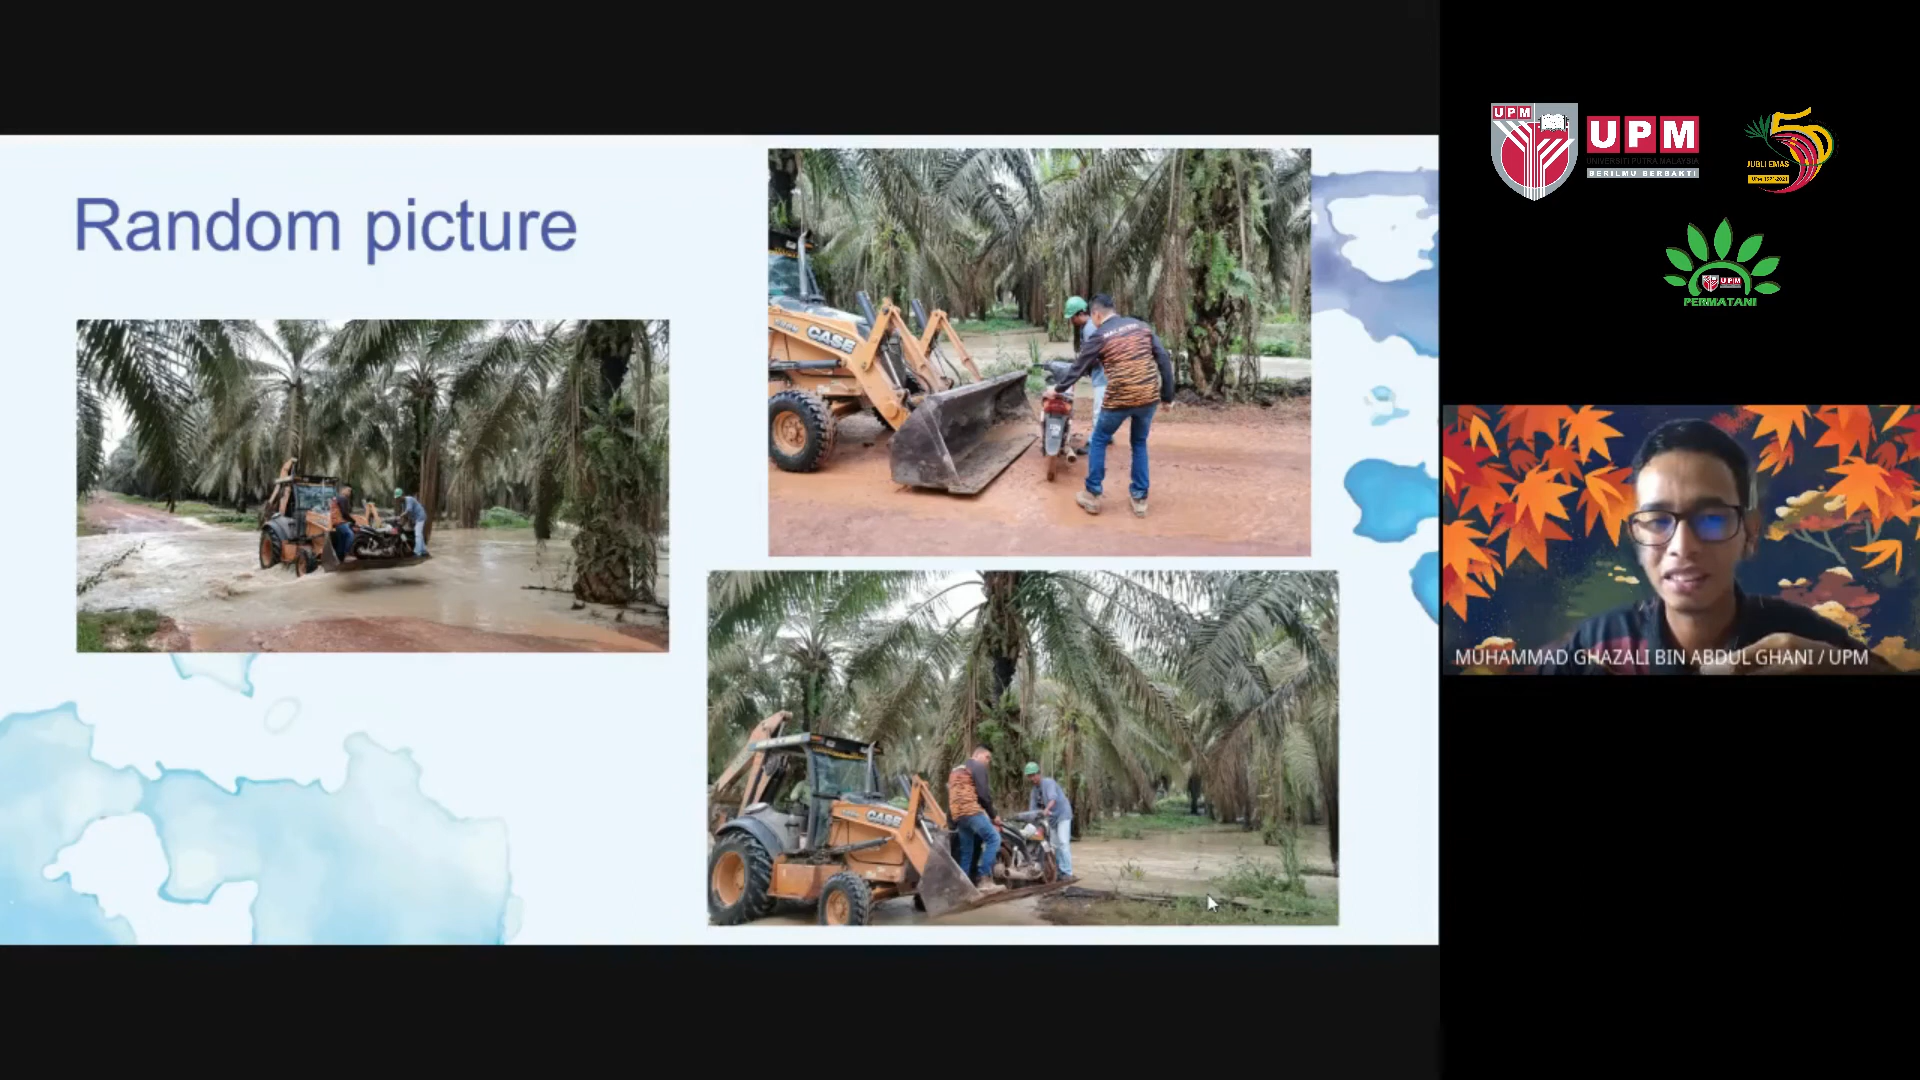 Random picture
CASE
CASE
UPM
UPM
UNIVERSITI PUTRA MALAYSIA
BERILMU BERBAKTI
JUBLI EMAS
UPM
PERMATANI
MUHAMMAD GHAZALI BIN ABDUL GHANI / UPM